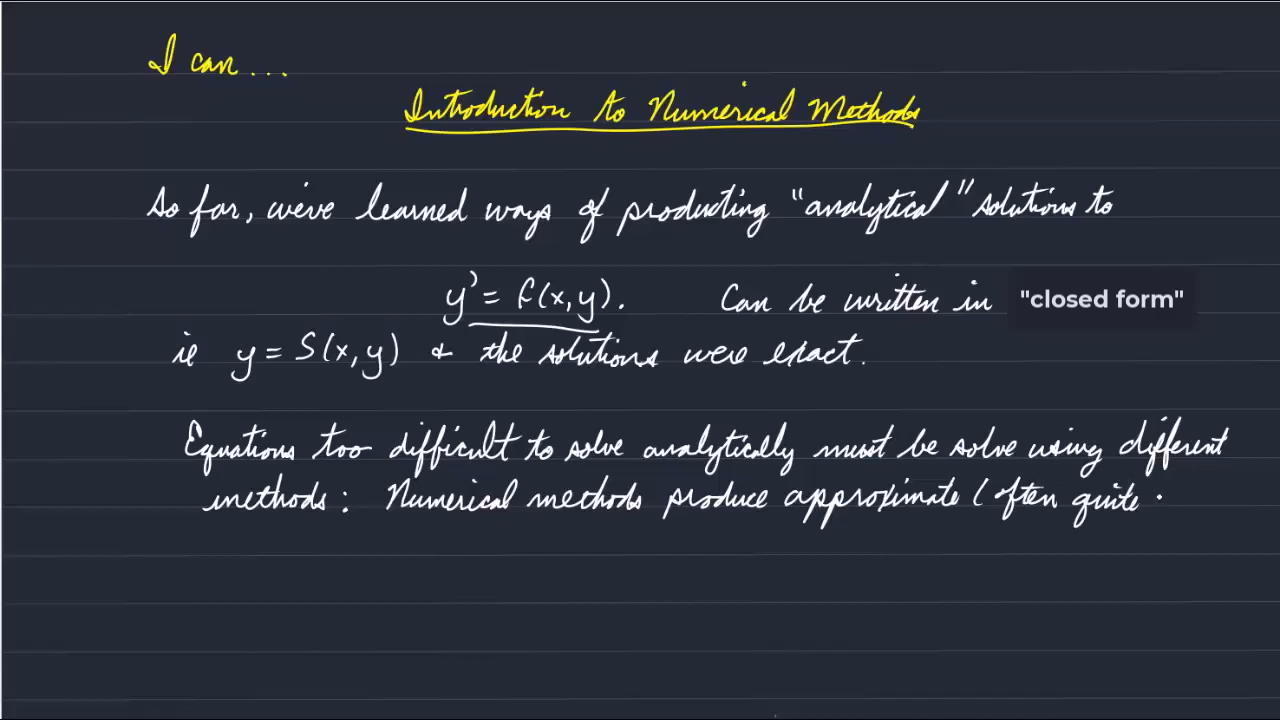 I can...
Introduction to Numerical Methods
So far, we've learned ways of producting "analytical" solutions to
y' = f(x,y). Can be written in "closed form"
ie y = S(x,y) & the solutions were exact.
Equations too difficult to solve analytically must be solve using different
methods: Numerical methods produce approximate (often quite